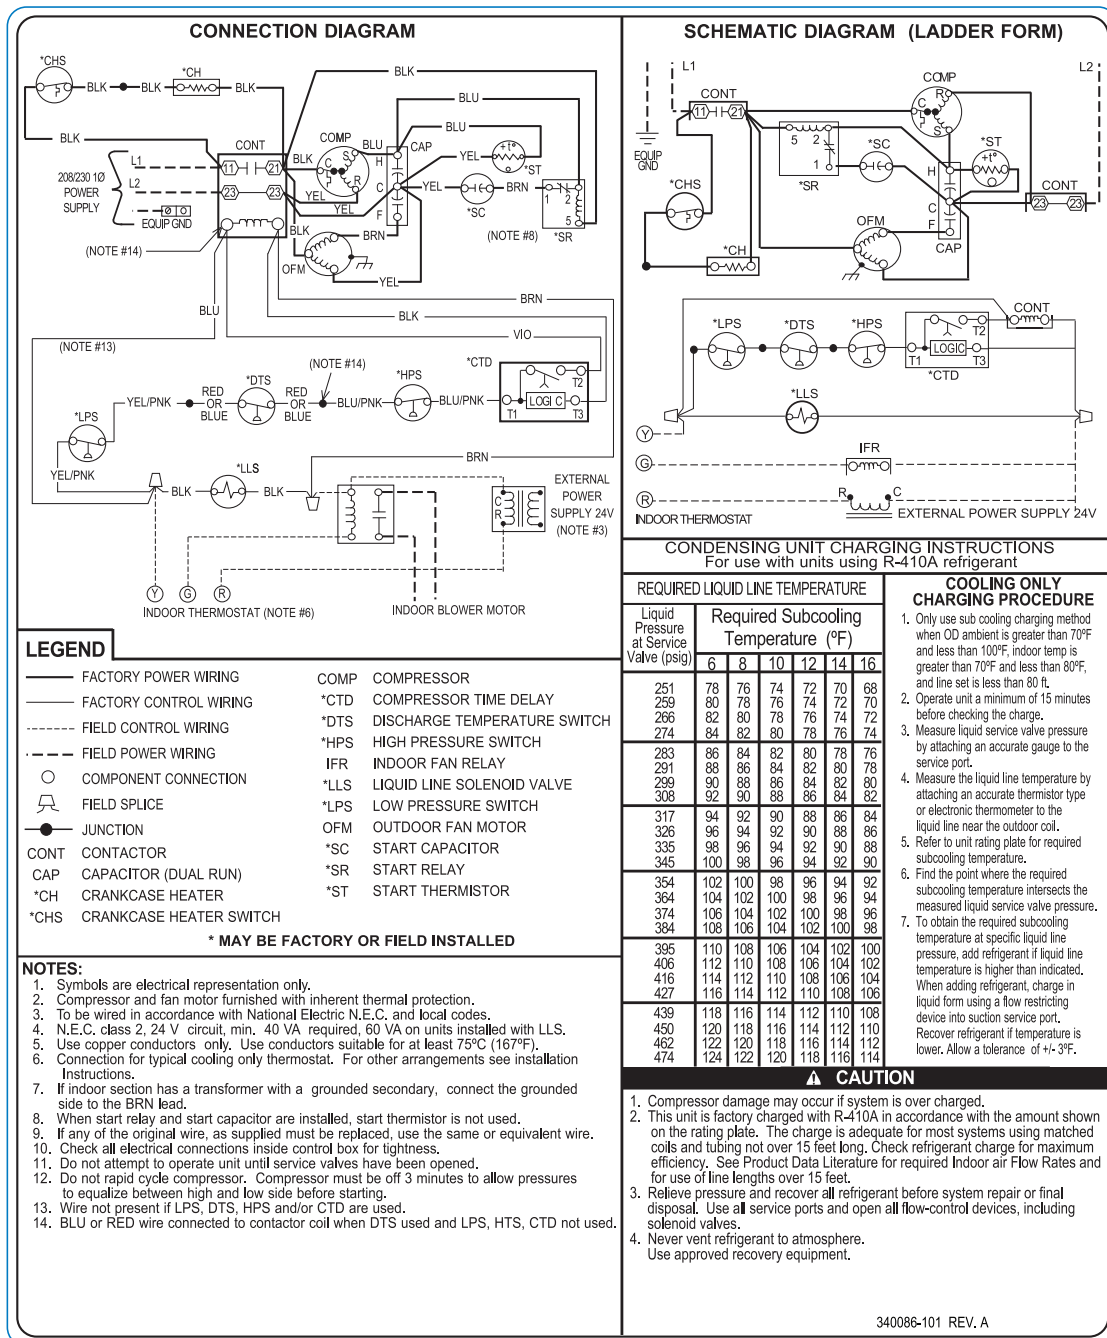 CONNECTION DIAGRAM
*CHS
*CH
BLK
BLK
BLK
BLK
BLU
BLU
BLK
CONT
COMP
BLU
CAP
H
YEL
+t°
*ST
L1
11
21
BLK
C
S
R
208/230 1Ø
POWER
SUPPLY
L2
23
23
YEL
C
YEL
BRN
1
2
5
YEL
*SC
EQUIP GND
F
BLK
BRN
(NOTE #8)
*SR
(NOTE #14)
OFM
YEL
BRN
BLU
BLK
VIO
(NOTE #13)
(NOTE #14)
*CTD
*DTS
*HPS
T2
*LPS
YEL/PNK
RED
OR
BLUE
RED
OR
BLUE
BLU/PNK
BLU/PNK
T1
LOGIC
T3
BRN
YEL/PNK
*LLS
BLK
BLK
EXTERNAL
POWER
SUPPLY 24V
(NOTE #3)
C
R
Y
G
R
INDOOR THERMOSTAT (NOTE #6)
INDOOR BLOWER MOTOR
SCHEMATIC DIAGRAM (LADDER FORM)
L1
L2
COMP
CONT
R
C
S
11
21
5
2
1
*SC
*ST
+t°
EQUIP
GND
*SR
H
CONT
*CHS
23
23
C
OFM
F
*CH
CAP
CONT
*LPS
*DTS
*HPS
T2
T1
LOGIC
T3
*CTD
*LLS
Y
IFR
G
R
R
C
INDOOR THERMOSTAT
EXTERNAL POWER SUPPLY 24V
LEGEND
FACTORY POWER WIRING
FACTORY CONTROL WIRING
FIELD CONTROL WIRING
FIELD POWER WIRING
COMPONENT CONNECTION
FIELD SPLICE
JUNCTION
CONT CONTACTOR
CAP CAPACITOR (DUAL RUN)
*CH CRANKCASE HEATER
*CHS CRANKCASE HEATER SWITCH
COMP COMPRESSOR
*CTD COMPRESSOR TIME DELAY
*DTS DISCHARGE TEMPERATURE SWITCH
*HPS HIGH PRESSURE SWITCH
IFR INDOOR FAN RELAY
*LLS LIQUID LINE SOLENOID VALVE
*LPS LOW PRESSURE SWITCH
OFM OUTDOOR FAN MOTOR
*SC START CAPACITOR
*SR START RELAY
*ST START THERMISTOR
* MAY BE FACTORY OR FIELD INSTALLED
NOTES:
1. Symbols are electrical representation only.
2. Compressor and fan motor furnished with inherent thermal protection.
3. To be wired in accordance with National Electric N.E.C. and local codes.
4. N.E.C. class 2, 24 V circuit, min. 40 VA required, 60 VA on units installed with LLS.
5. Use copper conductors only. Use conductors suitable for at least 75ºC (167ºF).
6. Connection for typical cooling only thermostat. For other arrangements see installation
Instructions.
7. If indoor section has a transformer with a grounded secondary, connect the grounded
side to the BRN lead.
8. When start relay and start capacitor are installed, start thermistor is not used.
9. If any of the original wire, as supplied must be replaced, use the same or equivalent wire.
10. Check all electrical connections inside control box for tightness.
11. Do not attempt to operate unit until service valves have been opened.
12. Do not rapid cycle compressor. Compressor must be off 3 minutes to allow pressures
to equalize between high and low side before starting.
13. Wire not present if LPS, DTS, HPS and/or CTD are used.
14. BLU or RED wire connected to contactor coil when DTS used and LPS, HTS, CTD not used.
CONDENSING UNIT CHARGING INSTRUCTIONS
For use with units using R-410A refrigerant
REQUIRED LIQUID LINE TEMPERATURE
Liquid
Pressure
at Service
Valve (psig)
Required Subcooling
Temperature (ºF)
6 8 10 12 14 16
251 78 76 74 72 70 68
259 80 78 76 74 72 70
266 82 80 78 76 74 72
274 84 82 80 78 76 74
283 86 84 82 80 78 76
291 88 86 84 82 80 78
299 90 88 86 84 82 80
308 92 90 88 86 84 82
317 94 92 90 88 86 84
326 96 94 92 90 88 86
335 98 96 94 92 90 88
345 100 98 96 94 92 90
354 102 100 98 96 94 92
364 104 102 100 98 96 94
374 106 104 102 100 98 96
384 108 106 104 102 100 98
395 110 108 106 104 102 100
406 112 110 108 106 104 102
416 114 112 110 108 106 104
427 116 114 112 110 108 106
439 118 116 114 112 110 108
450 120 118 116 114 112 110
462 122 120 118 116 114 112
474 124 122 120 118 116 114
COOLING ONLY
CHARGING PROCEDURE
1. Only use sub cooling charging method
when OD ambient is greater than 70ºF
and less than 100ºF, indoor temp is
greater than 70ºF and less than 80ºF,
and line set is less than 80 ft.
2. Operate unit a minimum of 15 minutes
before checking the charge.
3. Measure liquid service valve pressure
by attaching an accurate gauge to the
service port.
4. Measure the liquid line temperature by
attaching an accurate thermistor type
or electronic thermometer to the
liquid line near the outdoor coil.
5. Refer to unit rating plate for required
subcooling temperature.
6. Find the point where the required
subcooling temperature intersects the
measured liquid service valve pressure.
7. To obtain the required subcooling
temperature at specific liquid line
pressure, add refrigerant if liquid line
temperature is higher than indicated.
When adding refrigerant, charge in
liquid form using a flow restricting
device into suction service port.
Recover refrigerant if temperature is
lower. Allow a tolerance of +/- 3ºF.
⚠ CAUTION
1. Compressor damage may occur if system is over charged.
2. This unit is factory charged with R-410A in accordance with the amount shown
on the rating plate. The charge is adequate for most systems using matched
coils and tubing not over 15 feet long. Check refrigerant charge for maximum
efficiency. See Product Data Literature for required Indoor air Flow Rates and
for use of line lengths over 15 feet.
3. Relieve pressure and recover all refrigerant before system repair or final
disposal. Use all service ports and open all flow-control devices, including
solenoid valves.
4. Never vent refrigerant to atmosphere.
Use approved recovery equipment.
340086-101 REV. A